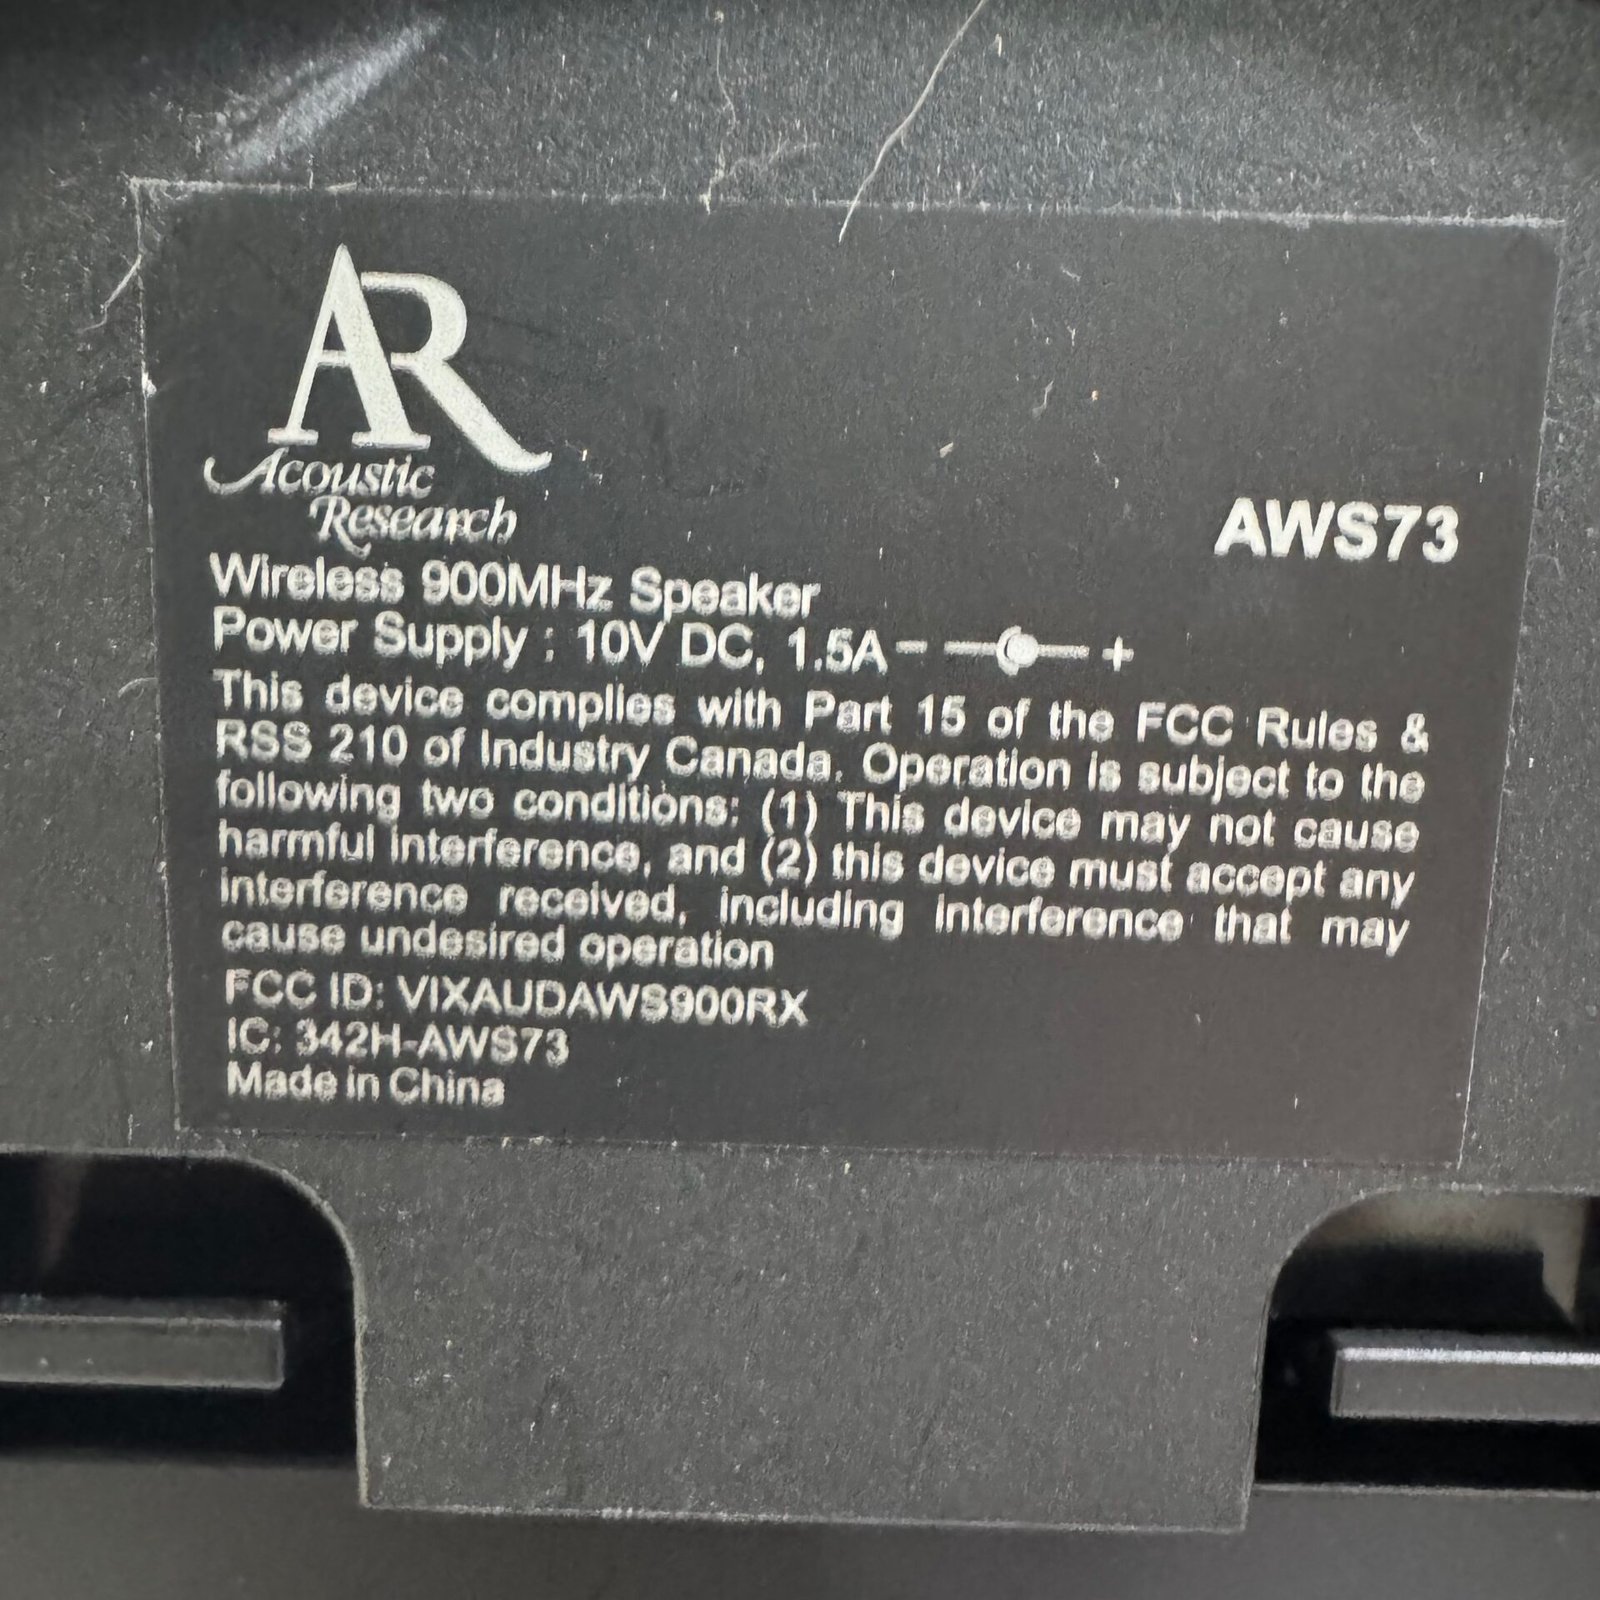 AR
Acoustic
Research
AWS73
Wireless 900MHz Speaker
Power Supply : 10V DC, 1.5A - +
This device complies with Part 15 of the FCC Rules &
RSS 210 of Industry Canada. Operation is subject to the
following two conditions: (1) This device may not cause
harmful interference, and (2) this device must accept any
interference received, including interference that may
cause undesired operation
FCC ID: VIXAUDAWS900RX
IC: 342H-AWS73
Made in China